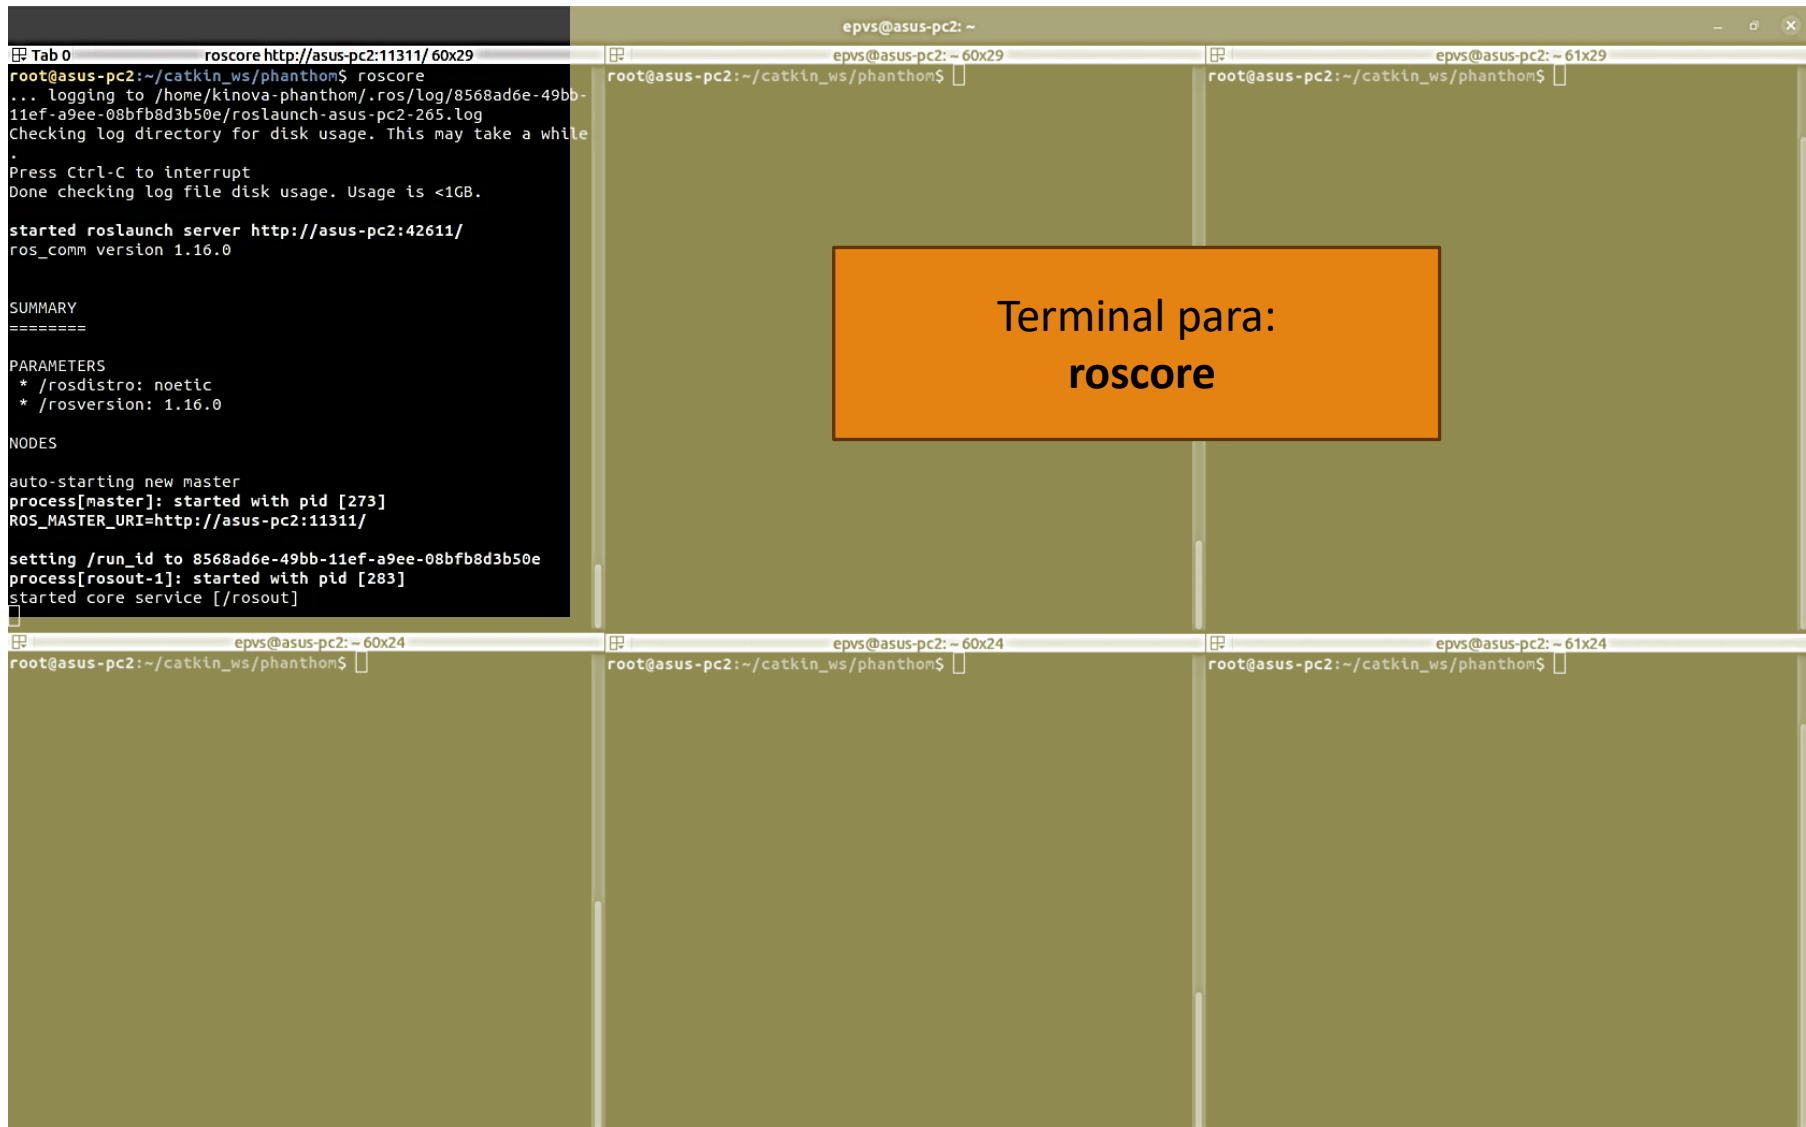 epvs@asus-pc2: ~
Tab 0 roscore http://asus-pc2:11311/ 60x29
root@asus-pc2:~/catkin_ws/phanthom$ roscore
... logging to /home/kinova-phanthom/.ros/log/8568ad6e-49bb-
11ef-a9ee-08bfb8d3b50e/roslaunch-asus-pc2-265.log
Checking log directory for disk usage. This may take a while
.
Press Ctrl-C to interrupt
Done checking log file disk usage. Usage is <1GB.
started roslaunch server http://asus-pc2:42611/
ros_comm version 1.16.0
SUMMARY
========
PARAMETERS
* /rosdistro: noetic
* /rosversion: 1.16.0
NODES
auto-starting new master
process[master]: started with pid [273]
ROS_MASTER_URI=http://asus-pc2:11311/
setting /run_id to 8568ad6e-49bb-11ef-a9ee-08bfb8d3b50e
process[rosout-1]: started with pid [283]
started core service [/rosout]
epvs@asus-pc2: ~ 60x29
root@asus-pc2:~/catkin_ws/phanthom$
epvs@asus-pc2: ~ 61x29
root@asus-pc2:~/catkin_ws/phanthom$
Terminal para:
roscore
epvs@asus-pc2: ~ 60x24
root@asus-pc2:~/catkin_ws/phanthom$
epvs@asus-pc2: ~ 60x24
root@asus-pc2:~/catkin_ws/phanthom$
epvs@asus-pc2: ~ 61x24
root@asus-pc2:~/catkin_ws/phanthom$